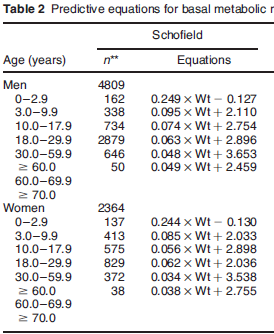 Table 2 Predictive equations for basal metabolic
Schofield
Age (years) n** Equations
Men 4809
0–2.9 162 0.249 × Wt − 0.127
3.0–9.9 338 0.095 × Wt + 2.110
10.0–17.9 734 0.074 × Wt + 2.754
18.0–29.9 2879 0.063 × Wt + 2.896
30.0–59.9 646 0.048 × Wt + 3.653
≥ 60.0 50 0.049 × Wt + 2.459
60.0–69.9
≥ 70.0
Women 2364
0–2.9 137 0.244 × Wt − 0.130
3.0–9.9 413 0.085 × Wt + 2.033
10.0–17.9 575 0.056 × Wt + 2.898
18.0–29.9 829 0.062 × Wt + 2.036
30.0–59.9 372 0.034 × Wt + 3.538
≥ 60.0 38 0.038 × Wt + 2.755
60.0–69.9
≥ 70.0